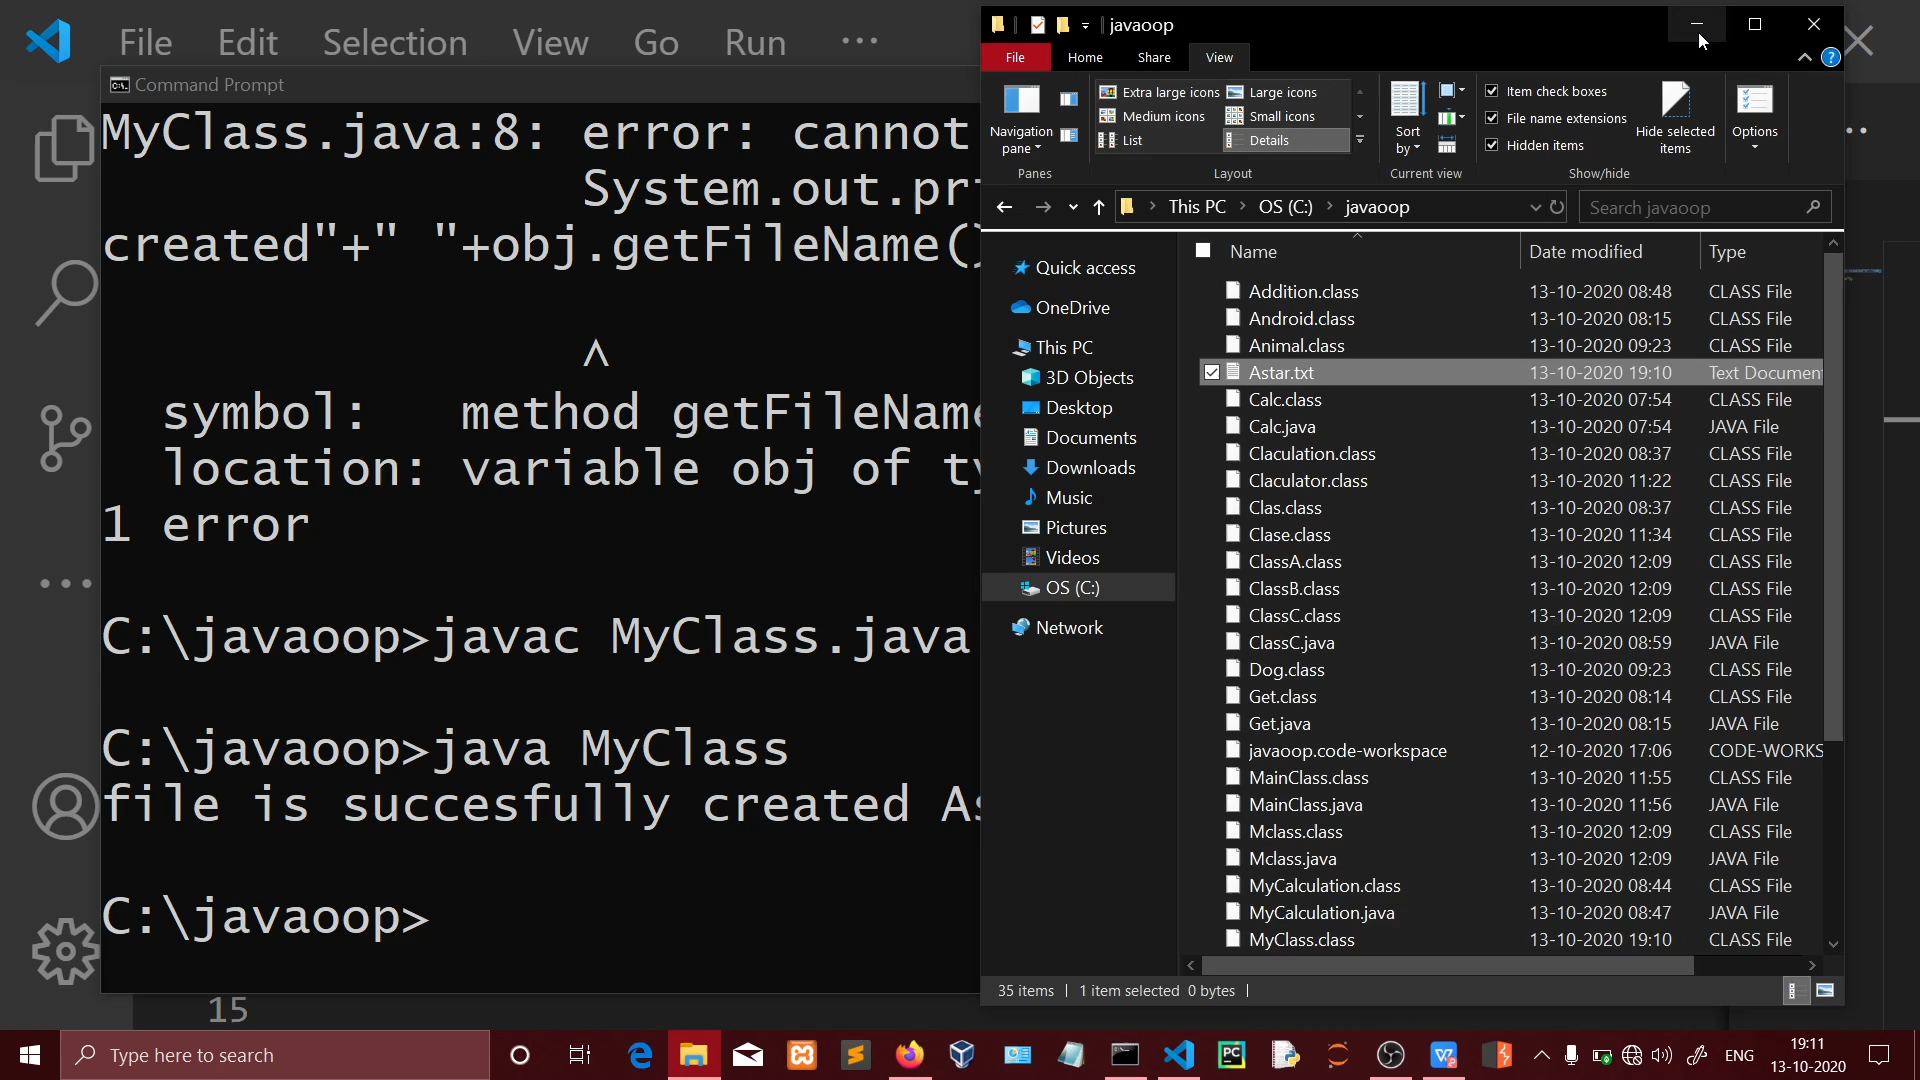 File Edit Selection View Go Run ...
Command Prompt
MyClass.java:8: error: cannot
System.out.pr
created"+" "+obj.getFileName()
^
symbol: method getFileName
location: variable obj of ty
1 error
C:\javaoop>javac MyClass.java
C:\javaoop>java MyClass
file is succesfully created As
C:\javaoop>
15
javaoop
File Home Share View
Navigation pane
Extra large icons Large icons
Medium icons Small icons
List Details
Sort by
Item check boxes
File name extensions
Hidden items
Hide selected items
Options
Panes Layout Current view Show/hide
This PC > OS (C:) > javaoop
Search javaoop
Quick access
OneDrive
This PC
3D Objects
Desktop
Documents
Downloads
Music
Pictures
Videos
OS (C:)
Network
Name Date modified Type
Addition.class 13-10-2020 08:48 CLASS File
Android.class 13-10-2020 08:15 CLASS File
Animal.class 13-10-2020 09:23 CLASS File
Astar.txt 13-10-2020 19:10 Text Documen
Calc.class 13-10-2020 07:54 CLASS File
Calc.java 13-10-2020 07:54 JAVA File
Claculation.class 13-10-2020 08:37 CLASS File
Claculator.class 13-10-2020 11:22 CLASS File
Clas.class 13-10-2020 08:37 CLASS File
Clase.class 13-10-2020 11:34 CLASS File
ClassA.class 13-10-2020 12:09 CLASS File
ClassB.class 13-10-2020 12:09 CLASS File
ClassC.class 13-10-2020 12:09 CLASS File
ClassC.java 13-10-2020 08:59 JAVA File
Dog.class 13-10-2020 09:23 CLASS File
Get.class 13-10-2020 08:14 CLASS File
Get.java 13-10-2020 08:15 JAVA File
javaoop.code-workspace 12-10-2020 17:06 CODE-WORKS
MainClass.class 13-10-2020 11:55 CLASS File
MainClass.java 13-10-2020 11:56 JAVA File
Mclass.class 13-10-2020 12:09 CLASS File
Mclass.java 13-10-2020 12:09 JAVA File
MyCalculation.class 13-10-2020 08:44 CLASS File
MyCalculation.java 13-10-2020 08:47 JAVA File
MyClass.class 13-10-2020 19:10 CLASS File
35 items 1 item selected 0 bytes
Type here to search
ENG
19:11
13-10-2020